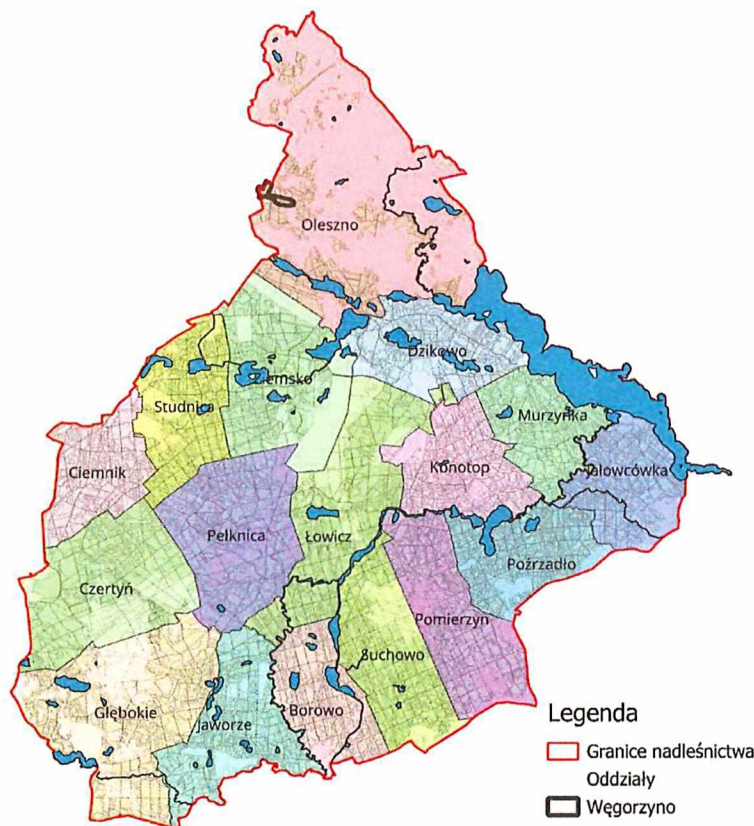 Oleszno
Dzikowo
Ziemsko
Studnica
Murzynka
Ciemnik
Konotop
Jałowcówka
Pełknica
Łowicz
Poźrzadło
Czertyń
Pomierzyn
Suchowo
Głębokie
Jaworze
Borowo
Legenda
Granice nadleśnictwa
Oddziały
Węgorzyno